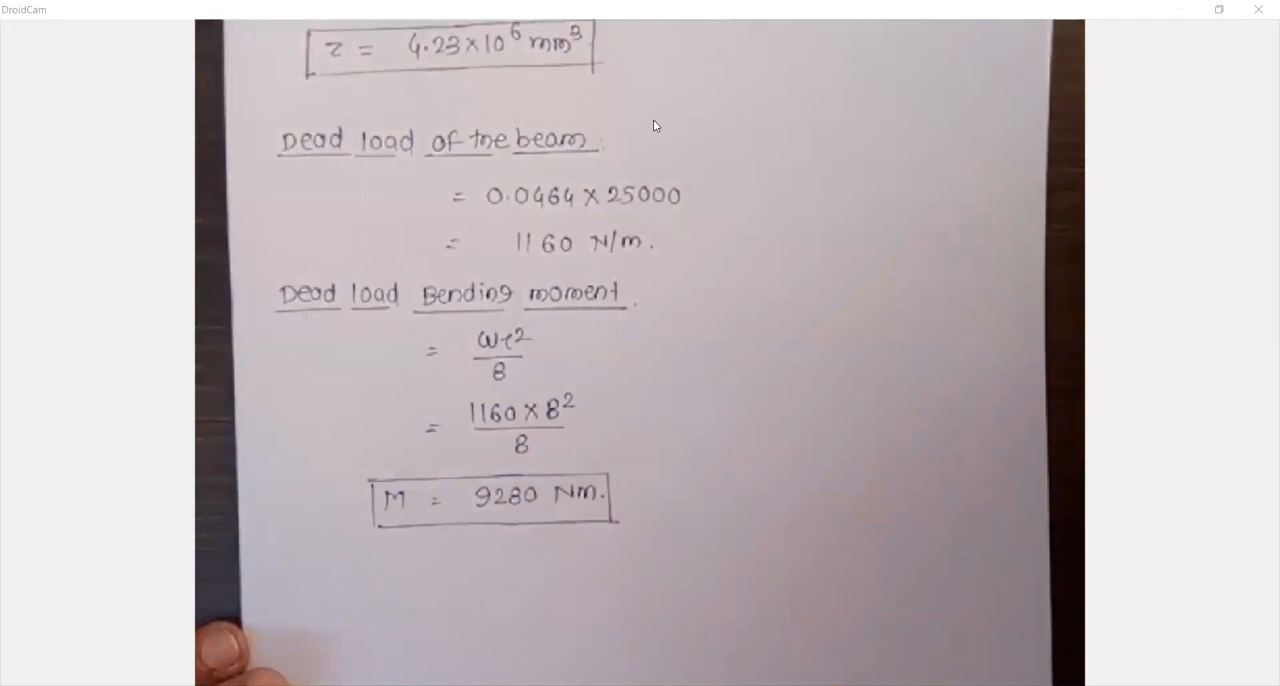 DroidCam
Z = 4.23×10⁶ mm³
Dead load of the beam.
= 0.0464 × 25000
= 1160 N/m.
Dead load Bending moment.
= ωl²
8
= 1160 × 8²
8
M = 9280 Nm.